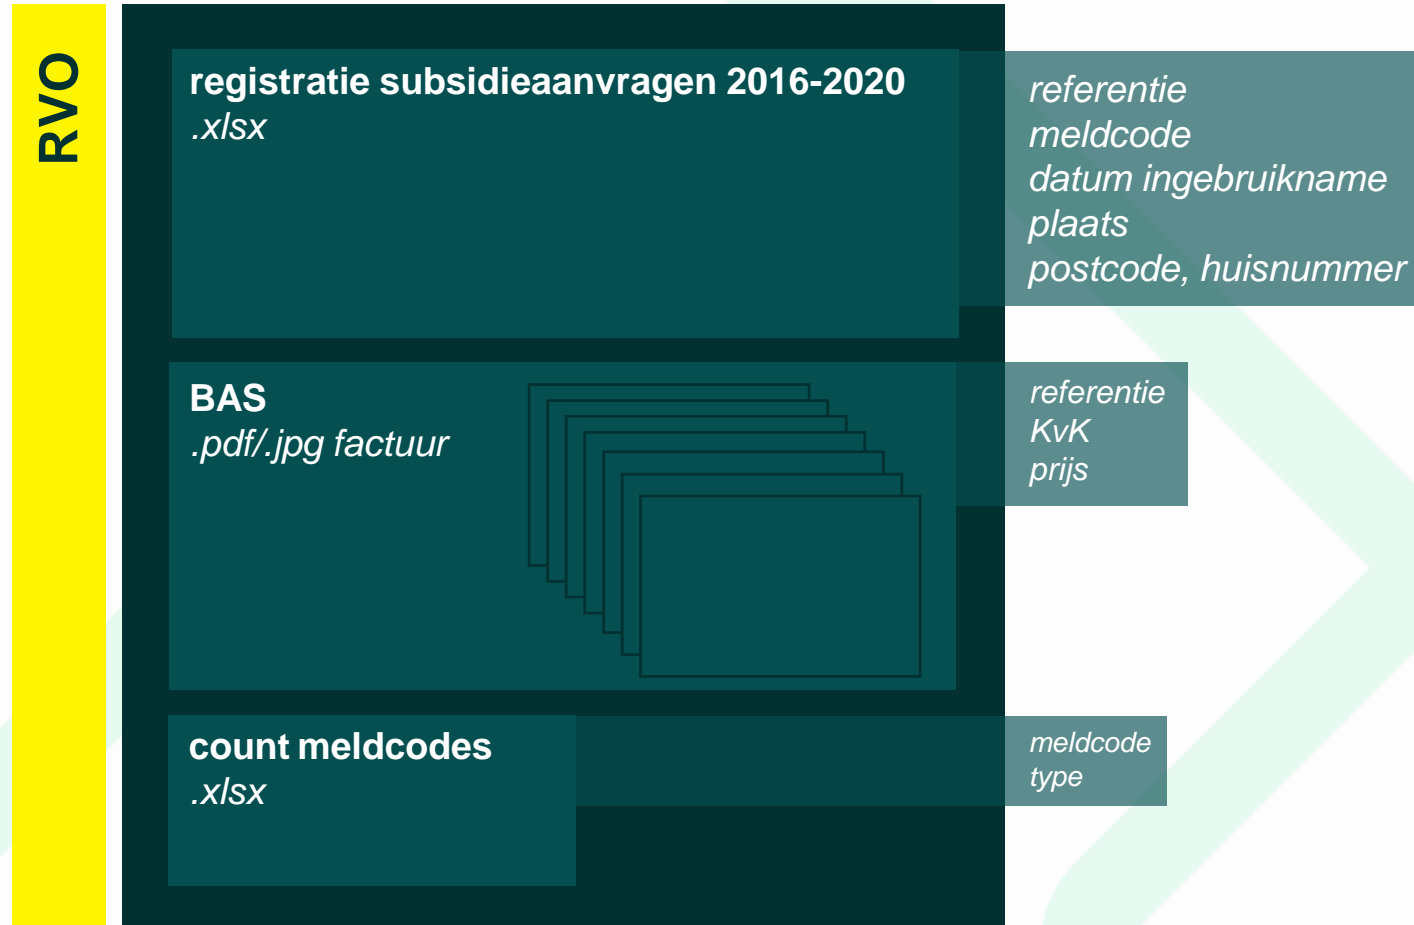 RVO
registratie subsidieaanvragen 2016-2020
.xlsx
referentie
meldcode
datum ingebruikname
plaats
postcode, huisnummer
BAS
.pdf/.jpg factuur
referentie
KvK
prijs
count meldcodes
.xlsx
meldcode
type